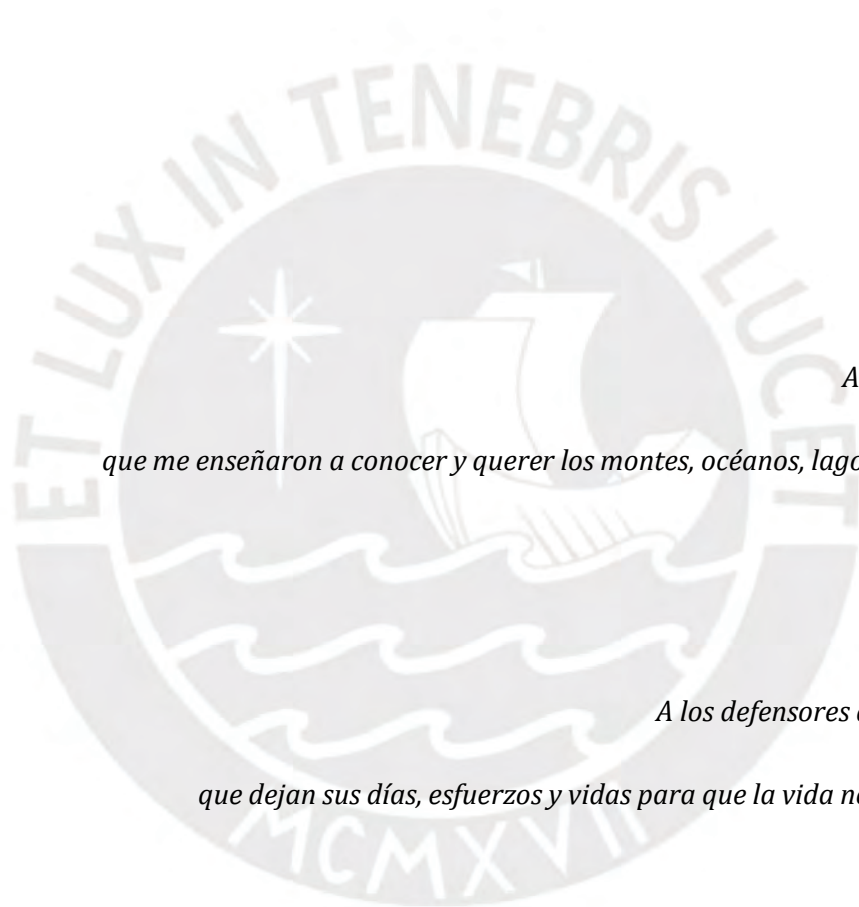 ET LUX IN TENEBRIS LUCET
A
que me enseñaron a conocer y querer los montes, océanos,
A los defensores
que dejan sus días, esfuerzos y vidas para que la vida
MCMXVII